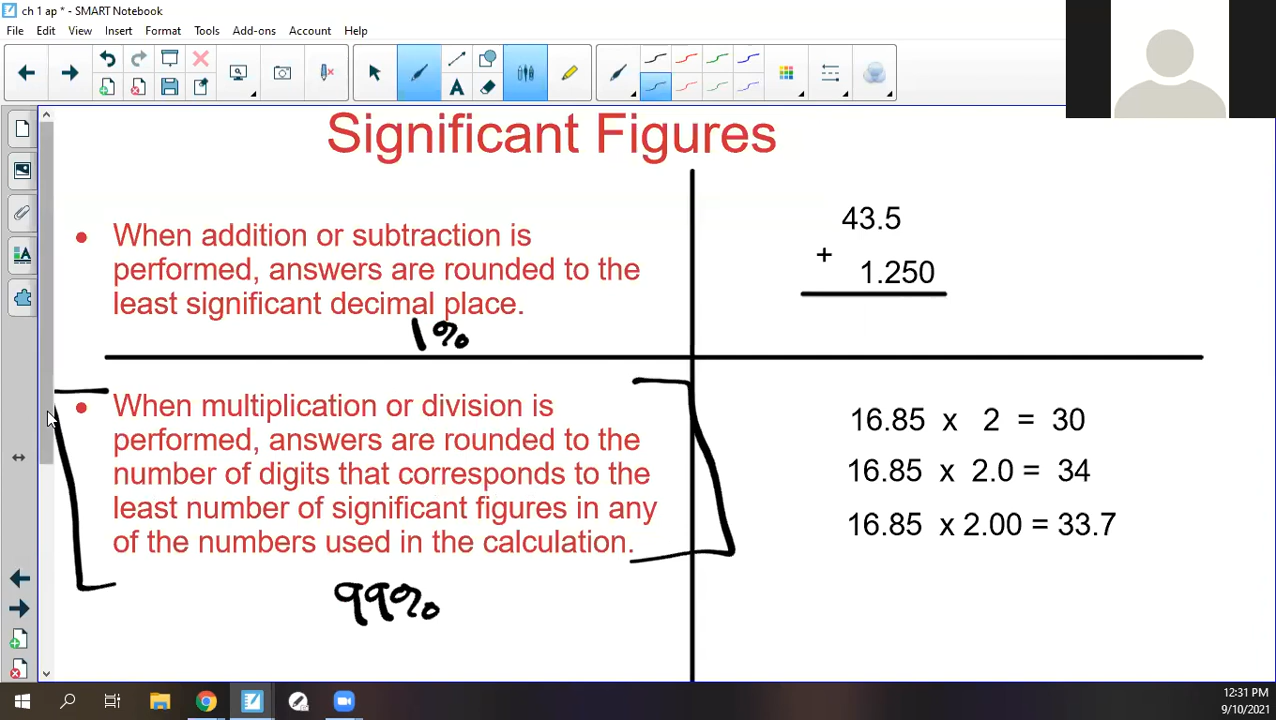 ch 1 ap * - SMART Notebook
File Edit View Insert Format Tools Add-ons Account Help
Significant Figures
• When addition or subtraction is
performed, answers are rounded to the
least significant decimal place.
1%
43.5
+
1.250
• When multiplication or division is
performed, answers are rounded to the
number of digits that corresponds to the
least number of significant figures in any
of the numbers used in the calculation.
99%
16.85 x 2 = 30
16.85 x 2.0 = 34
16.85 x 2.00 = 33.7
12:31 PM
9/10/2021